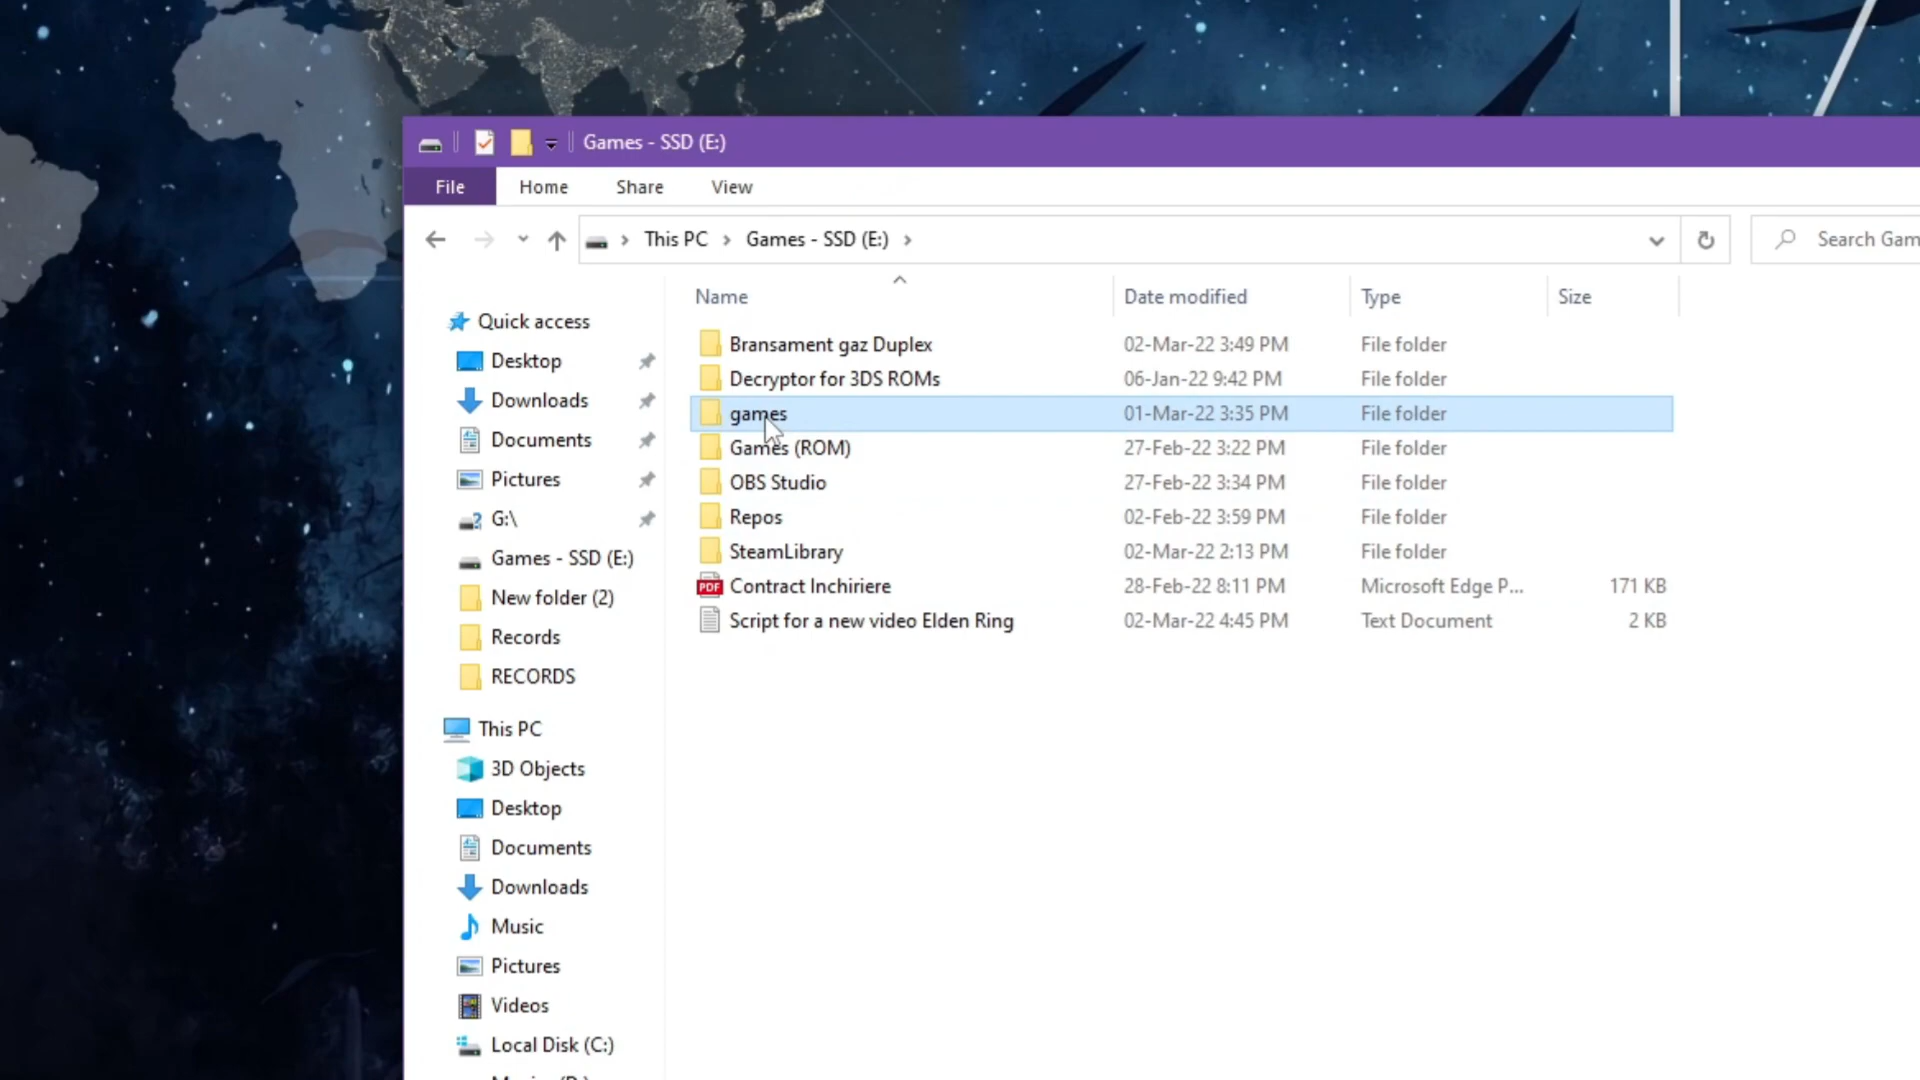 Games - SSD (E:)
File Home Share View
This PC Games - SSD (E:) Search Gam
Name Date modified Type Size
Quick access
Desktop
Downloads
Documents
Pictures
G:\
Games - SSD (E:)
New folder (2)
Records
RECORDS
This PC
3D Objects
Desktop
Documents
Downloads
Music
Pictures
Videos
Local Disk (C:)
Bransament gaz Duplex 02-Mar-22 3:49 PM File folder
Decryptor for 3DS ROMs 06-Jan-22 9:42 PM File folder
games 01-Mar-22 3:35 PM File folder
Games (ROM) 27-Feb-22 3:22 PM File folder
OBS Studio 27-Feb-22 3:34 PM File folder
Repos 02-Feb-22 3:59 PM File folder
SteamLibrary 02-Mar-22 2:13 PM File folder
PDF Contract Inchiriere 28-Feb-22 8:11 PM Microsoft Edge P... 171 KB
Script for a new video Elden Ring 02-Mar-22 4:45 PM Text Document 2 KB